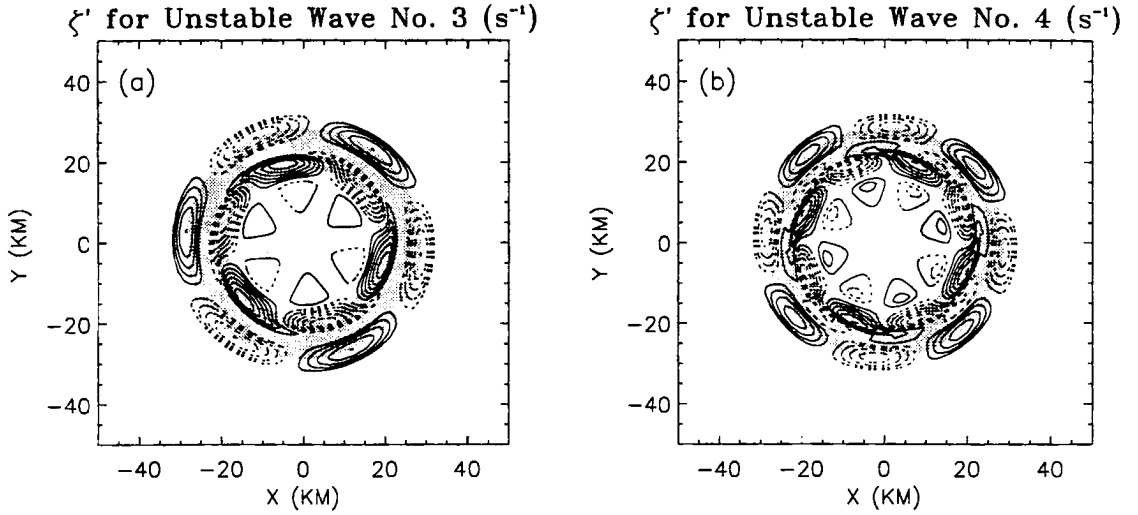 ζ' for Unstable Wave No. 3 (s⁻¹)
(a)
40
20
0
−20
−40
Y (KM)
−40 −20 0 20 40
X (KM)
ζ' for Unstable Wave No. 4 (s⁻¹)
(b)
40
20
0
−20
−40
Y (KM)
−40 −20 0 20 40
X (KM)